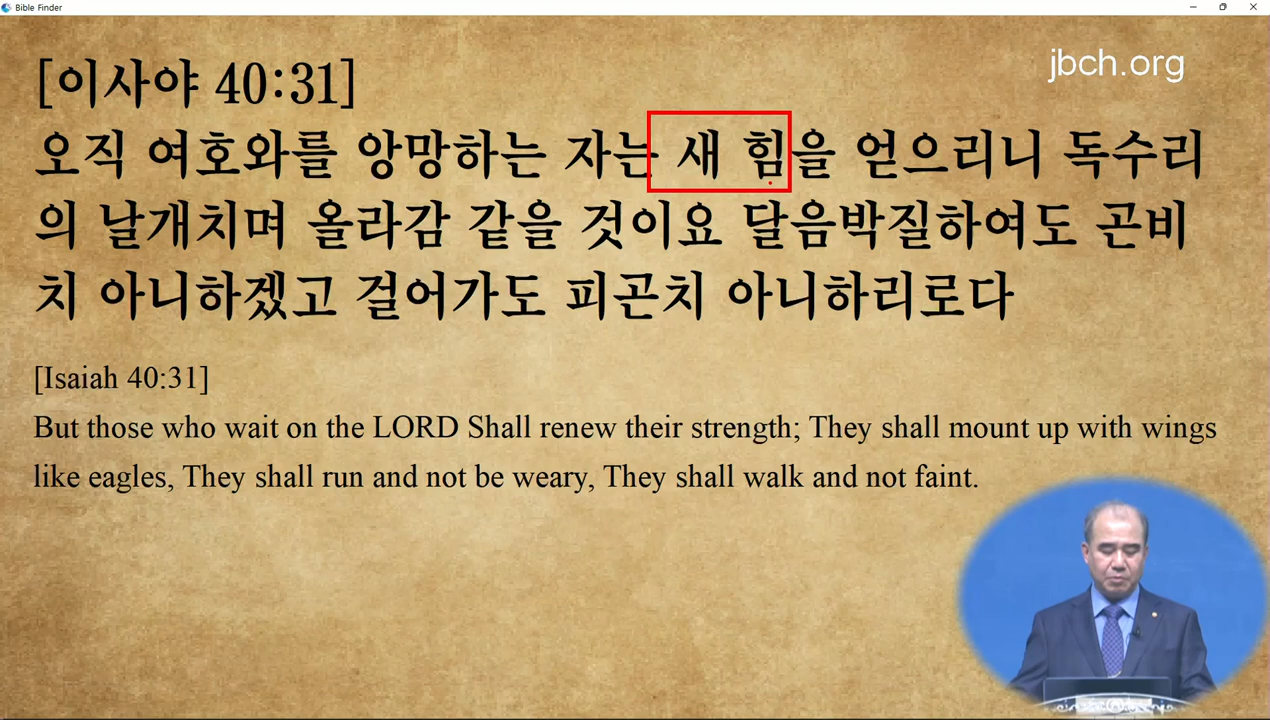 Bible Finder
jbch.org
[이사야 40:31]
오직 여호와를 앙망하는 자는 새 힘을 얻으리니 독수리
의 날개치며 올라감 같을 것이요 달음박질하여도 곤비
치 아니하겠고 걸어가도 피곤치 아니하리로다
[Isaiah 40:31]
But those who wait on the LORD Shall renew their strength; They shall mount up with wings
like eagles, They shall run and not be weary, They shall walk and not faint.